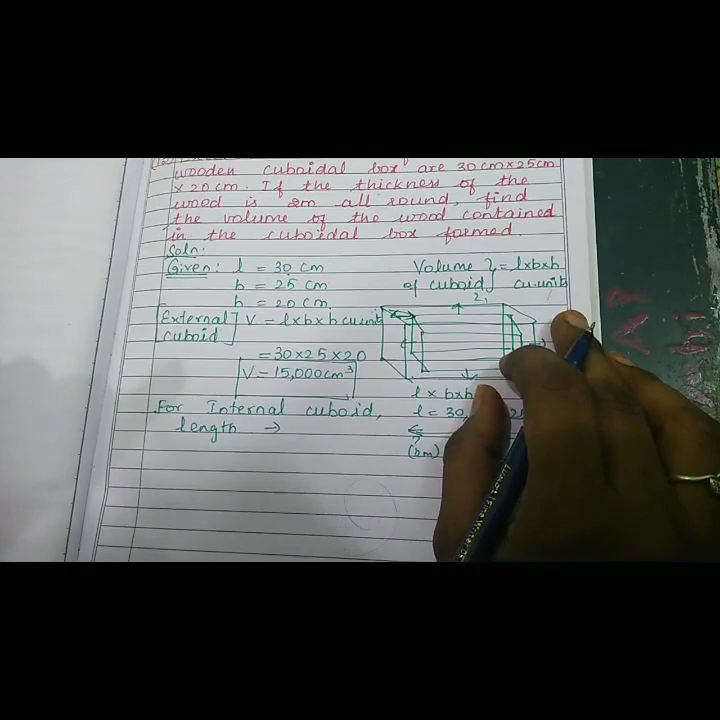 wooden cuboidal box are 30cm×25cm
× 20cm. If the thickness of the
wood is 2m all round, find
the volume of the wood contained
in the cuboidal box formed.
Soln:
Given: l = 30 cm
b = 25 cm
h = 20 cm
Volume of cuboid } = l×b×h cu.units
[External cuboid] V = l×b×h cu.units
= 30×25×20
V = 15,000cm³
For Internal cuboid,
length →
l × b×h
l = 30,
(2m)